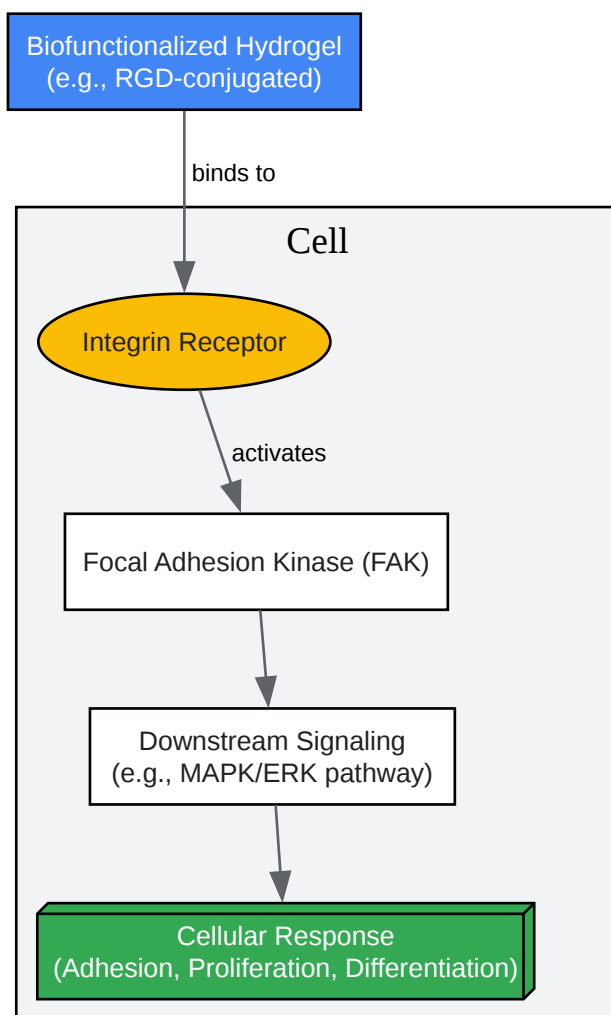 Biofunctionalized Hydrogel
(e.g., RGD-conjugated)
binds to
Cell
Integrin Receptor
activates
Focal Adhesion Kinase (FAK)
Downstream Signaling
(e.g., MAPK/ERK pathway)
Cellular Response
(Adhesion, Proliferation, Differentiation)